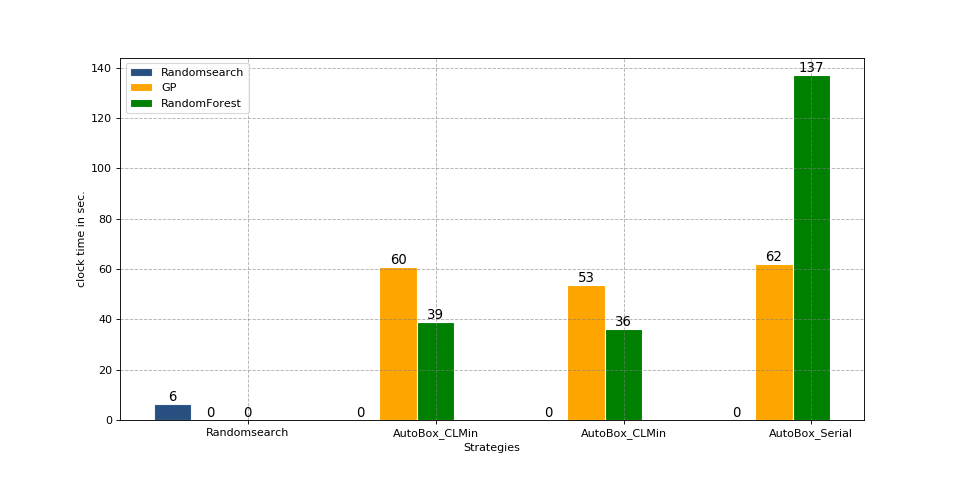 Randomsearch
GP
RandomForest
140
120
100
80
60
40
20
0
clock time in sec.
6
0
0
0
60
39
0
53
36
0
62
137
Randomsearch
AutoBox_CLMin
AutoBox_CLMin
AutoBox_Serial
Strategies